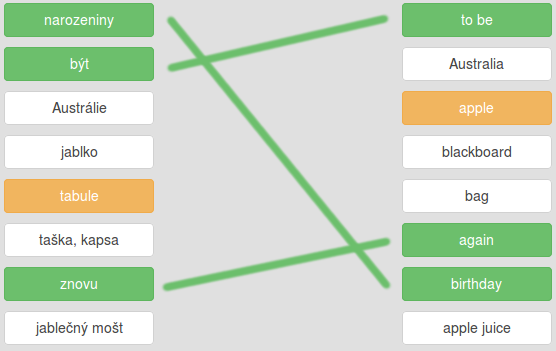 narozeniny
být
Austrálie
jablko
tabule
taška, kapsa
znovu
jablečný mošt
to be
Australia
apple
blackboard
bag
again
birthday
apple juice